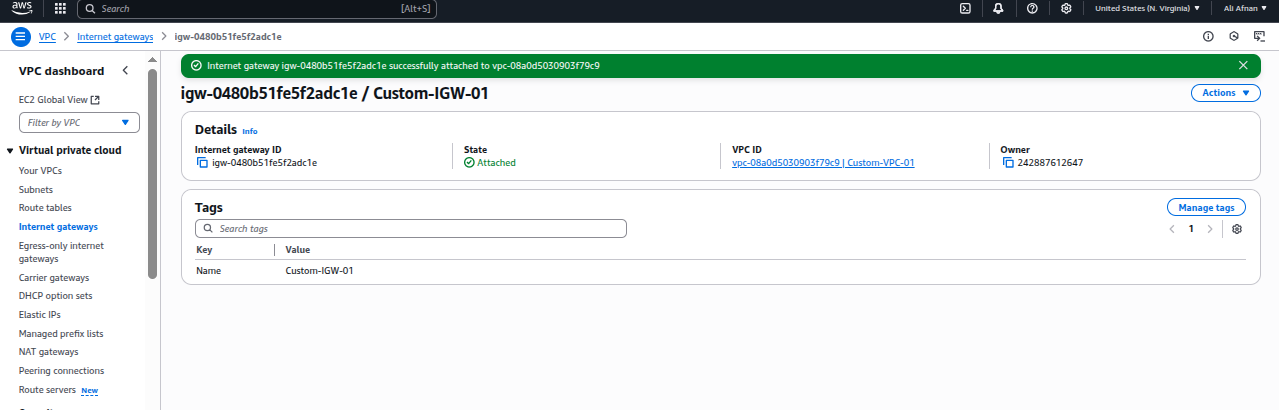 aws
Search [Alt+S]
United States (N. Virginia) Ali Afnan
VPC Internet gateways igw-0480b51fe5f2adc1e
VPC dashboard
EC2 Global View
Filter by VPC
Virtual private cloud
Your VPCs
Subnets
Route tables
Internet gateways
Egress-only internet
gateways
Carrier gateways
DHCP option sets
Elastic IPs
Managed prefix lists
NAT gateways
Peering connections
Route servers New
Internet gateway igw-0480b51fe5f2adc1e successfully attached to vpc-08a0d5030903f79c9
igw-0480b51fe5f2adc1e / Custom-IGW-01
Actions
Details Info
Internet gateway ID
igw-0480b51fe5f2adc1e
State
Attached
VPC ID
vpc-08a0d5030903f79c9 | Custom-VPC-01
Owner
242887612647
Tags
Manage tags
Search tags
1
Key Value
Name Custom-IGW-01